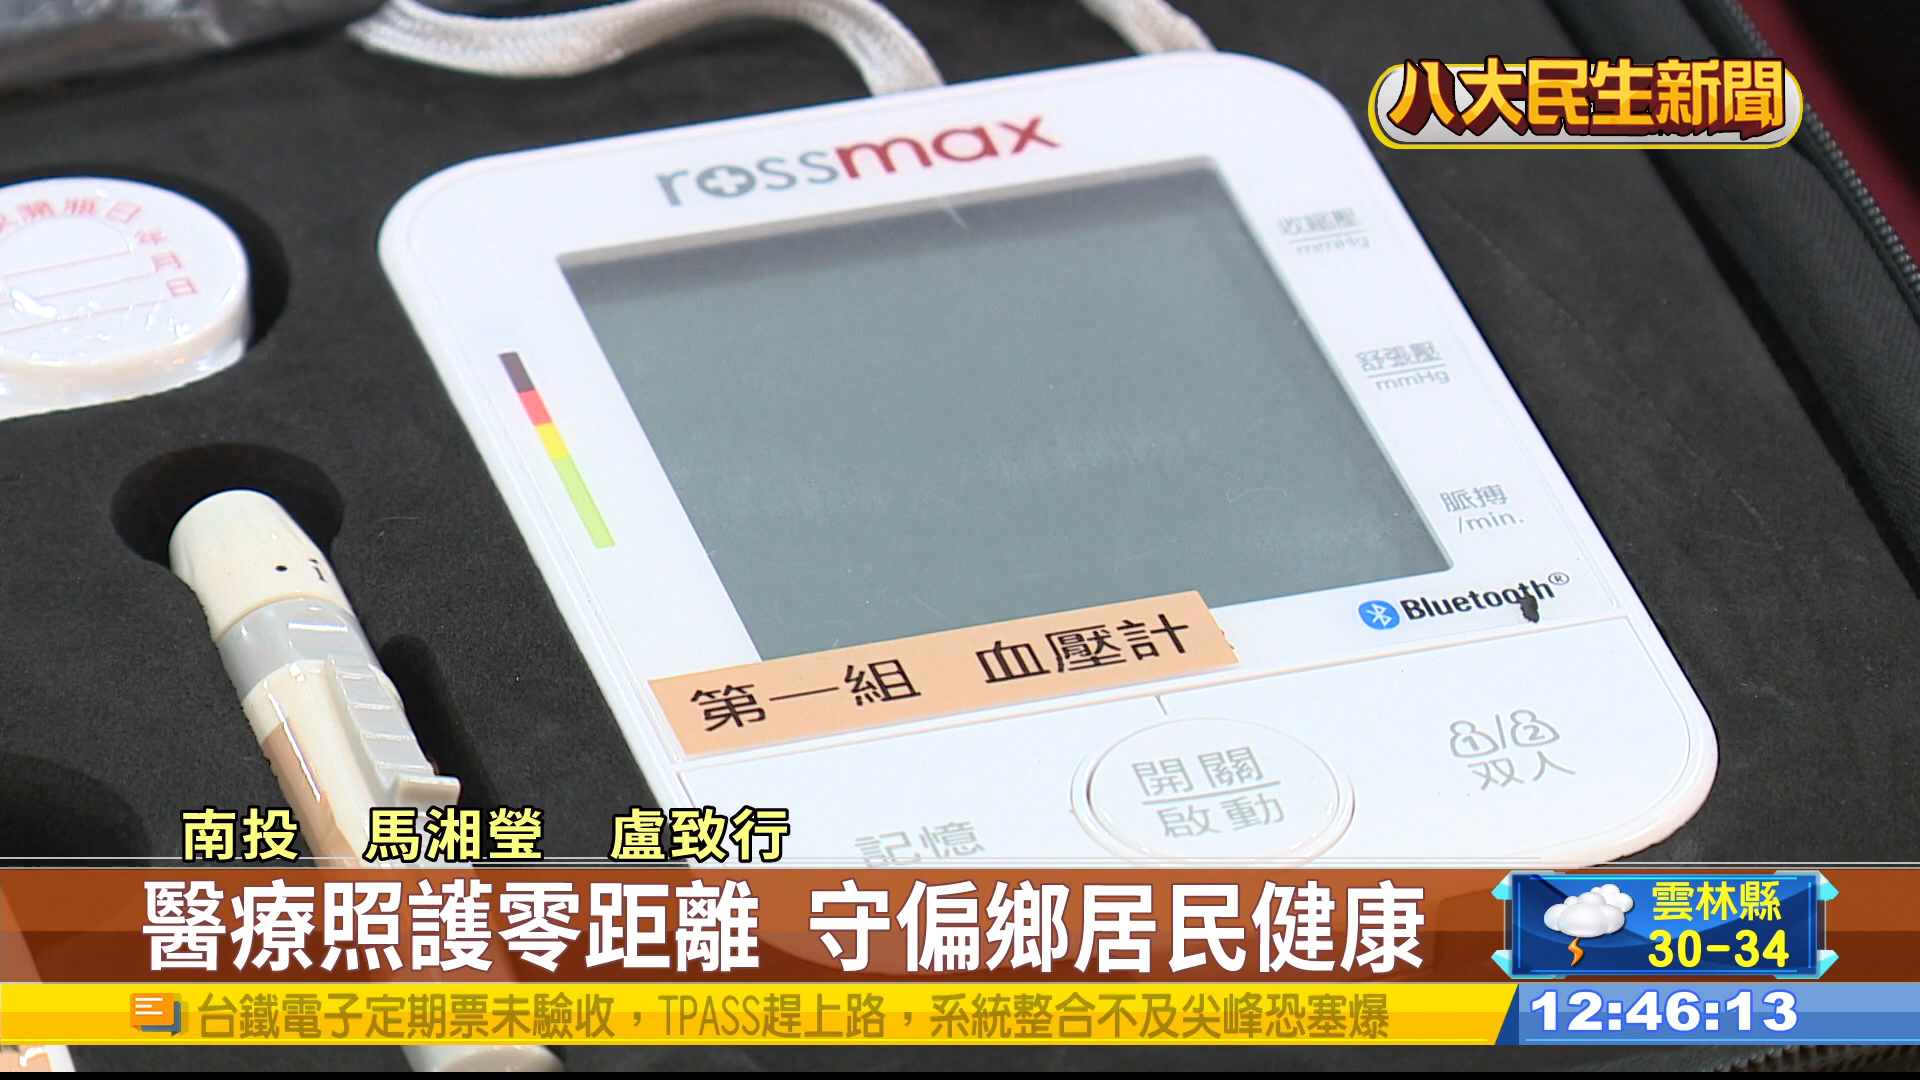 八大民生新聞
rossmax
收縮壓
mmHg
舒張壓
mmHg
脈搏
/min.
Bluetooth®
第一組 血壓計
開關
啟動
1/2
双人
記憶
南投 馬湘瑩 盧致行
醫療照護零距離 守偏鄉居民健康
雲林縣
30-34
台鐵電子定期票未驗收，TPASS趕上路，系統整合不及尖峰恐塞爆
12:46:13